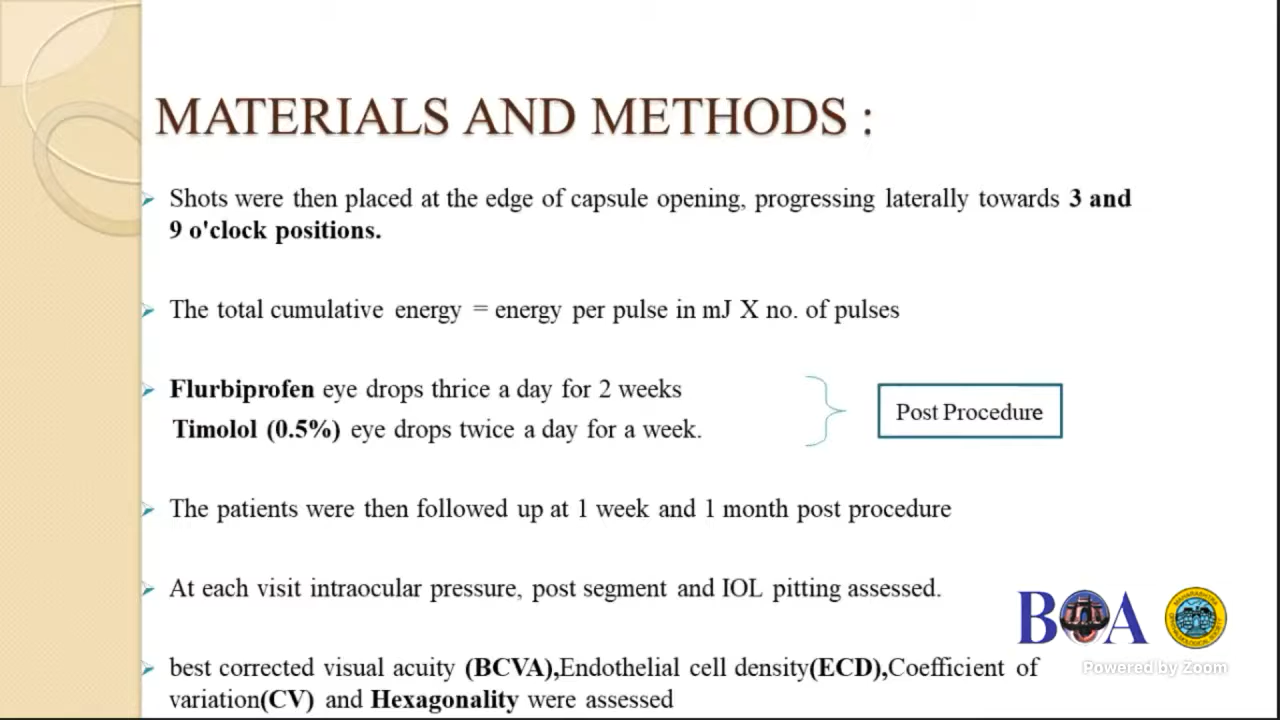 MATERIALS AND METHODS :
Shots were then placed at the edge of capsule opening, progressing laterally towards 3 and
9 o'clock positions.
The total cumulative energy = energy per pulse in mJ X no. of pulses
Flurbiprofen eye drops thrice a day for 2 weeks
Timolol (0.5%) eye drops twice a day for a week.
Post Procedure
The patients were then followed up at 1 week and 1 month post procedure
At each visit intraocular pressure, post segment and IOL pitting assessed.
BOA
MAHARASHTRA OPHTHALMOLOGICAL SOCIETY
best corrected visual acuity (BCVA),Endothelial cell density(ECD),Coefficient of
variation(CV) and Hexagonality were assessed
Powered by Zoom